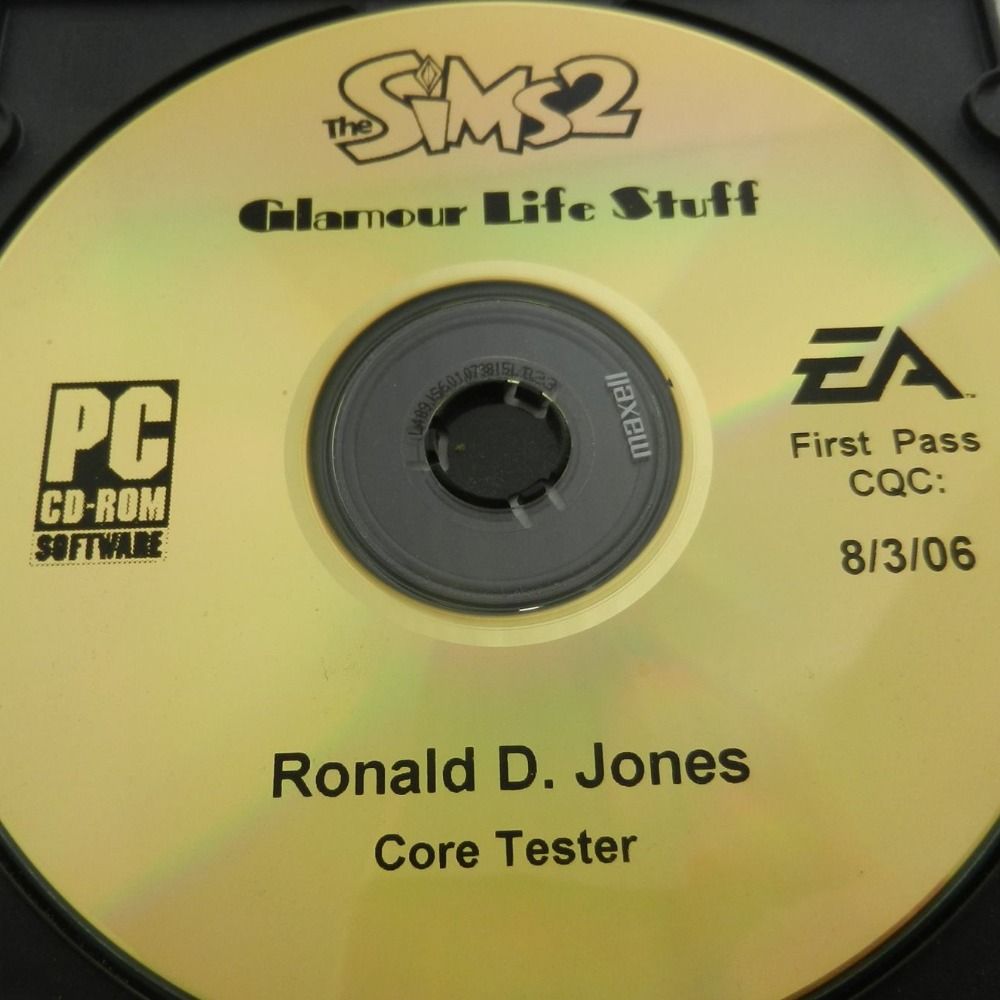 The Sims 2
Glamour Life Stuff
EA™
First Pass
CQC:
8/3/06
PC
CD-ROM
SOFTWARE
maxell
Ronald D. Jones
Core Tester